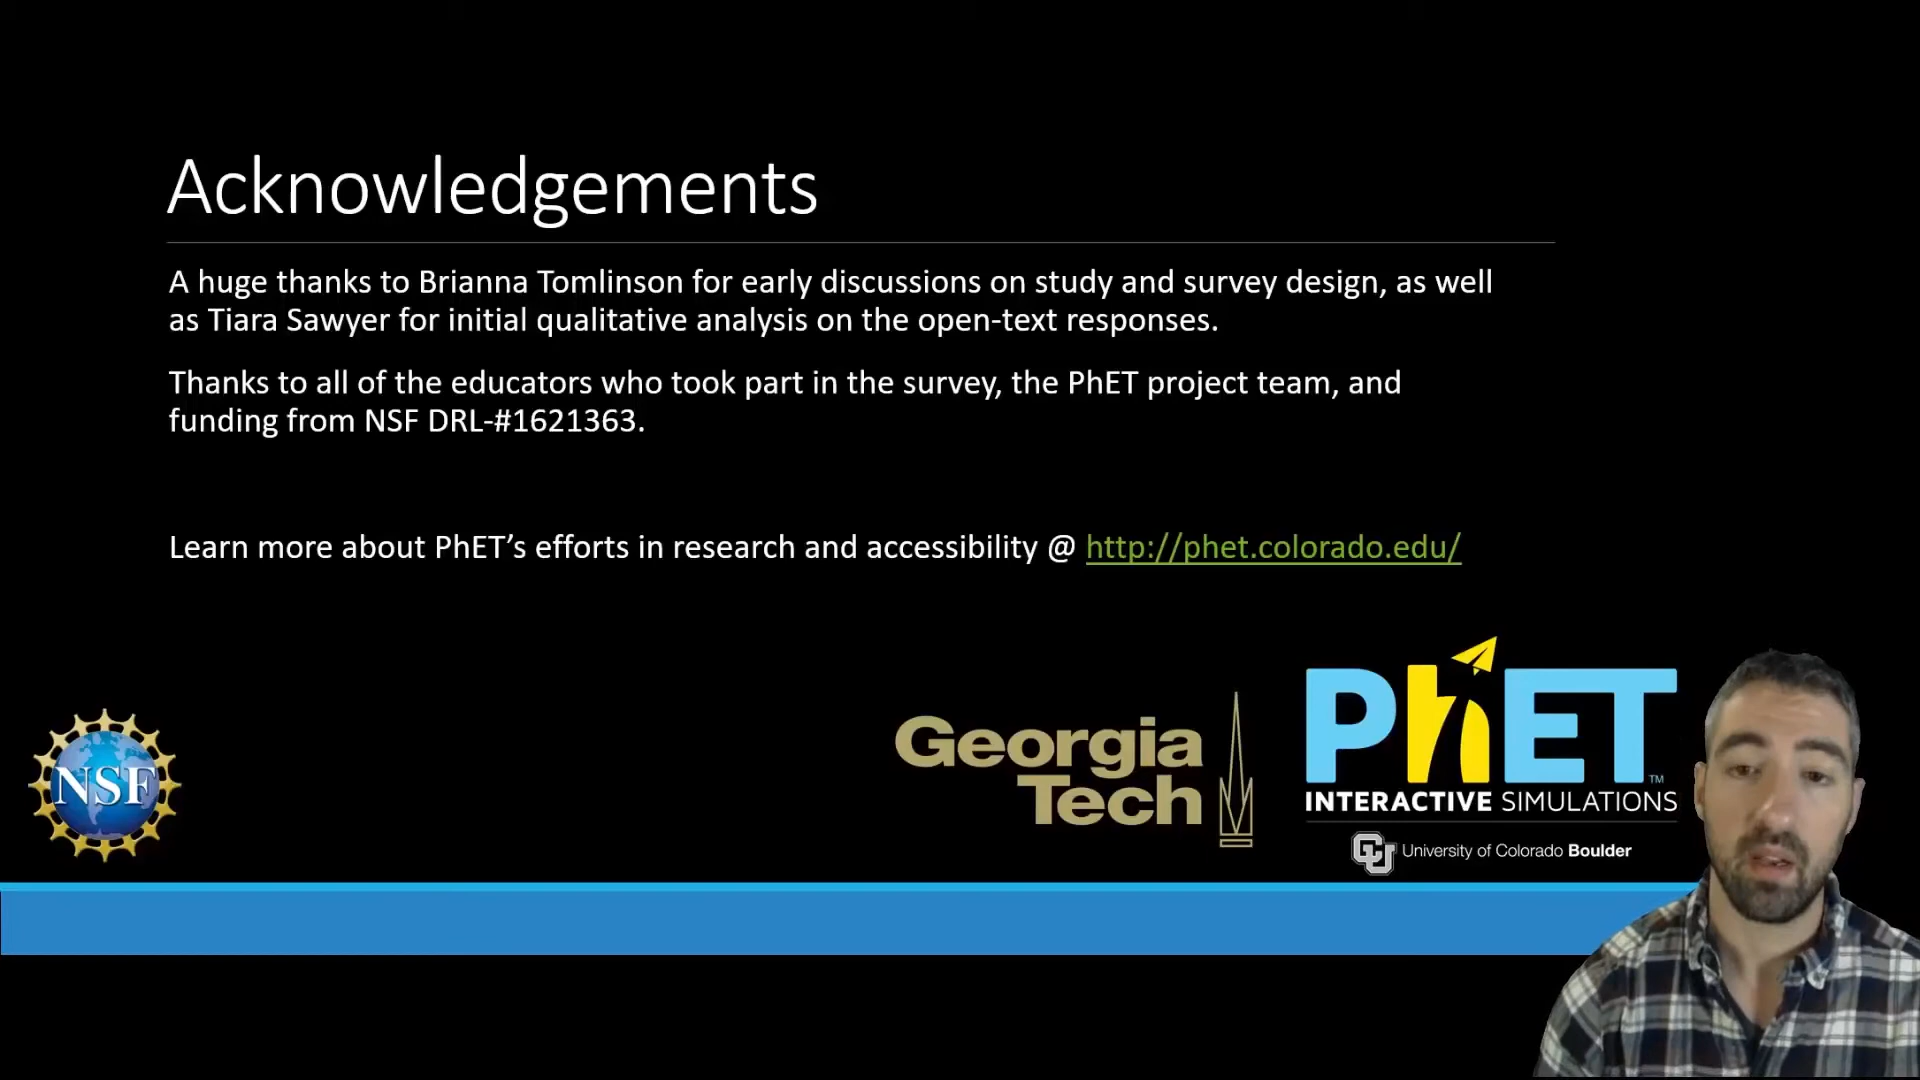 Acknowledgements
A huge thanks to Brianna Tomlinson for early discussions on study and survey design, as well
as Tiara Sawyer for initial qualitative analysis on the open-text responses.
Thanks to all of the educators who took part in the survey, the PhET project team, and
funding from NSF DRL-#1621363.
Learn more about PhET’s efforts in research and accessibility @ http://phet.colorado.edu/
NSF
Georgia
Tech
PhET™
INTERACTIVE SIMULATIONS
CU University of Colorado Boulder